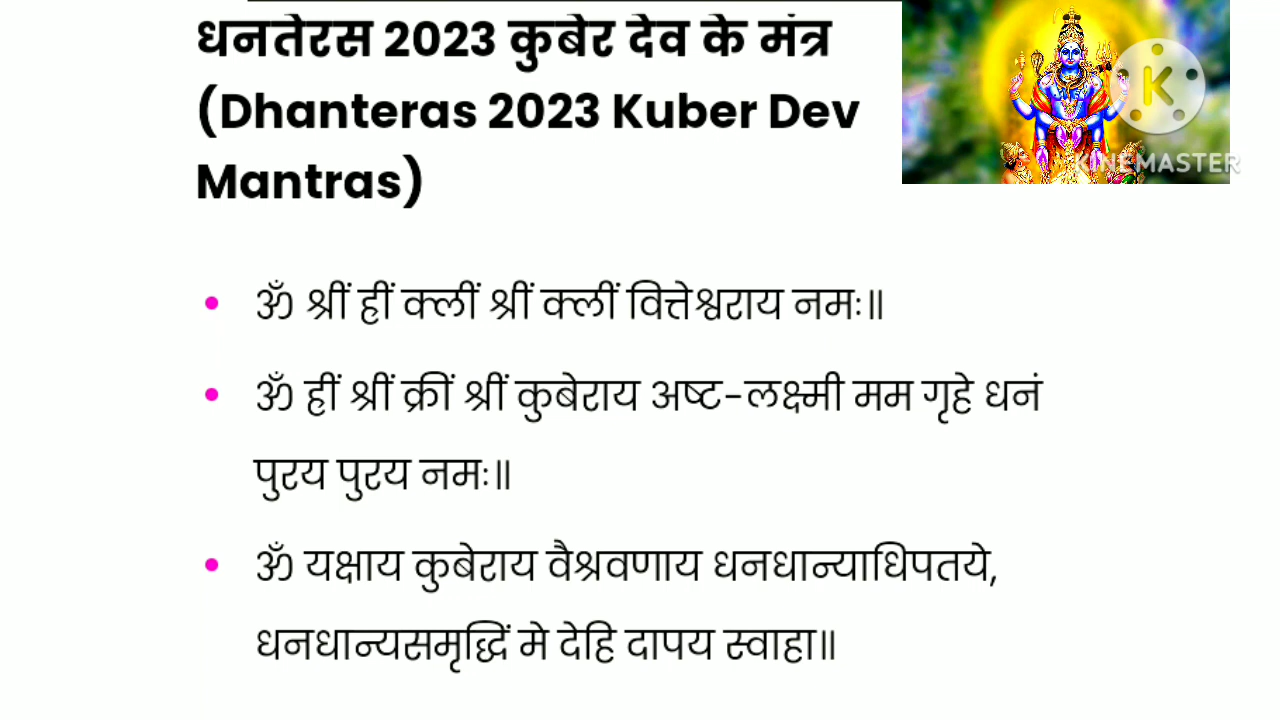 धनतेरस 2023 कुबेर देव के मंत्र
(Dhanteras 2023 Kuber Dev
Mantras)
KINEMASTER
ॐ श्रीं ह्रीं क्लीं श्रीं क्लीं वित्तेश्वराय नमः॥
ॐ ह्रीं श्रीं क्रीं श्रीं कुबेराय अष्ट-लक्ष्मी मम गृहे धनं
पुरय पुरय नमः॥
ॐ यक्षाय कुबेराय वैश्रवणाय धनधान्याधिपतये,
धनधान्यसमृद्धिं मे देहि दापय स्वाहा॥